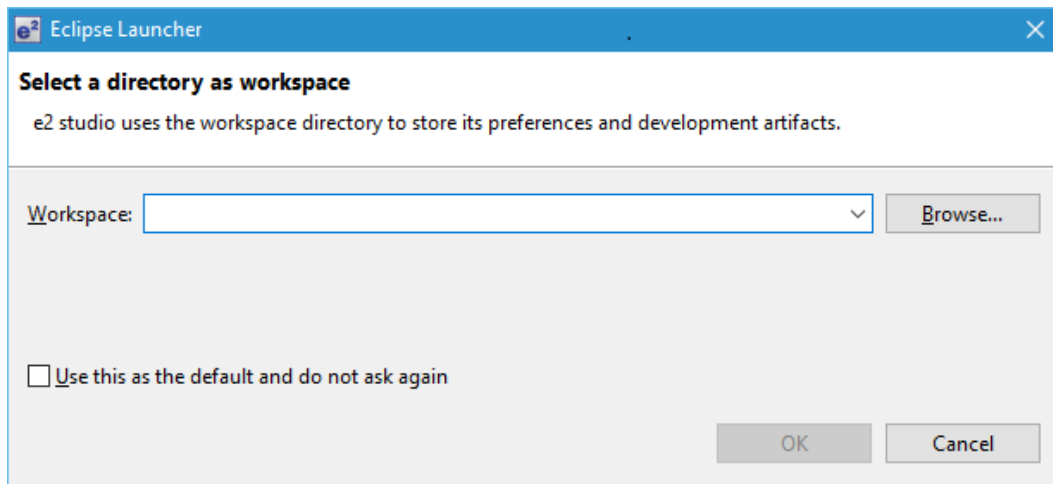 e² Eclipse Launcher
Select a directory as workspace
e2 studio uses the workspace directory to store its preferences and development artifacts.
Workspace: Browse...
Use this as the default and do not ask again
OK Cancel